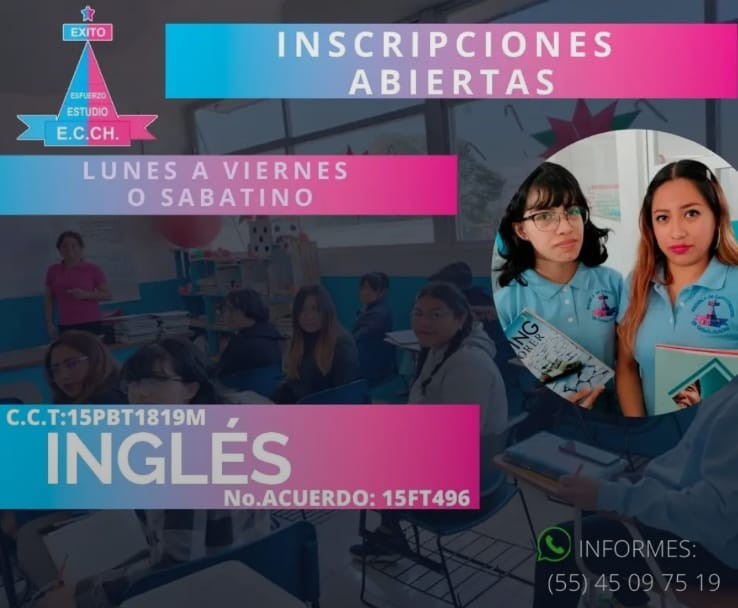 EXITO
ESFUERZO
ESTUDIO
E.C.CH.
INSCRIPCIONES
ABIERTAS
LUNES A VIERNES
O SABATINO
C.C.T:15PBT1819M
INGLÉS
No.ACUERDO: 15FT496
INFORMES:
(55) 45 09 75 19